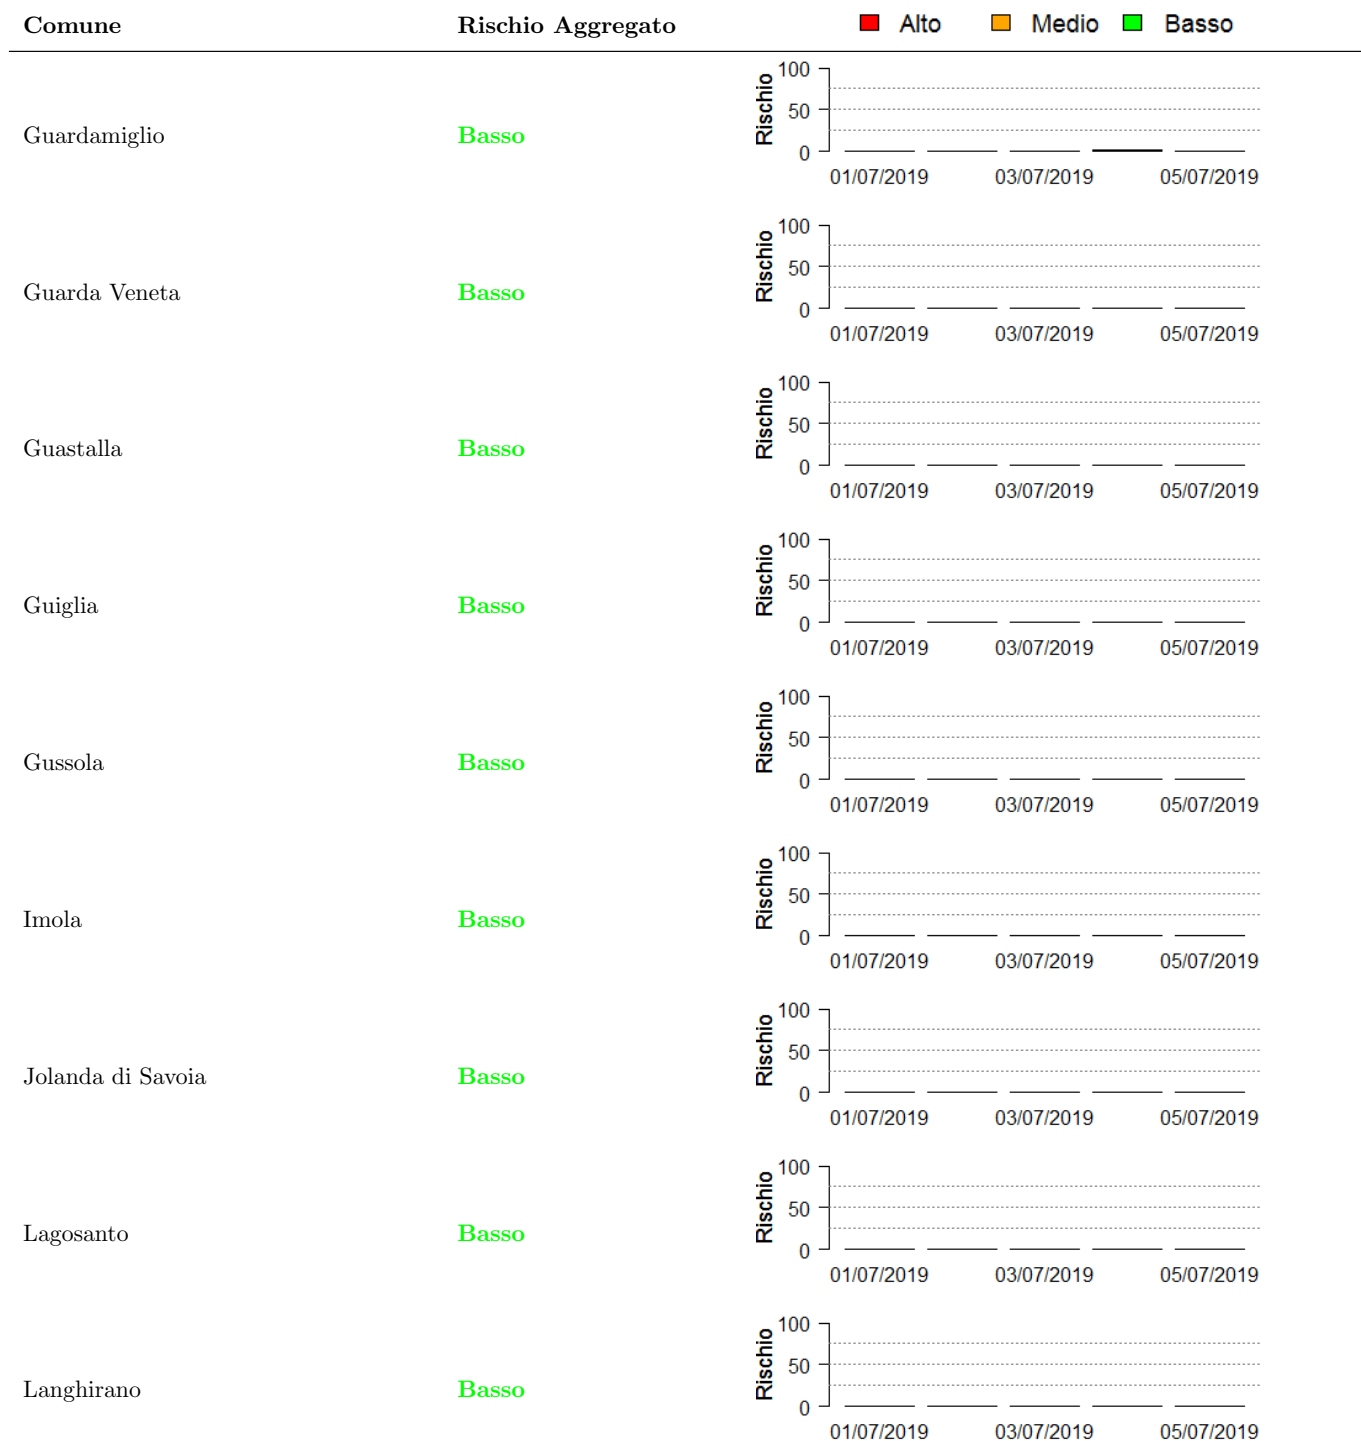 Comune Rischio Aggregato Alto Medio Basso
100
50
0
Rischio
Guardamiglio Basso
01/07/2019 03/07/2019 05/07/2019
100
50
0
Rischio
Guarda Veneta Basso
01/07/2019 03/07/2019 05/07/2019
100
50
0
Rischio
Guastalla Basso
01/07/2019 03/07/2019 05/07/2019
100
50
0
Rischio
Guiglia Basso
01/07/2019 03/07/2019 05/07/2019
100
50
0
Rischio
Gussola Basso
01/07/2019 03/07/2019 05/07/2019
100
50
0
Rischio
Imola Basso
01/07/2019 03/07/2019 05/07/2019
100
50
0
Rischio
Jolanda di Savoia Basso
01/07/2019 03/07/2019 05/07/2019
100
50
0
Rischio
Lagosanto Basso
01/07/2019 03/07/2019 05/07/2019
100
50
0
Rischio
Langhirano Basso
01/07/2019 03/07/2019 05/07/2019